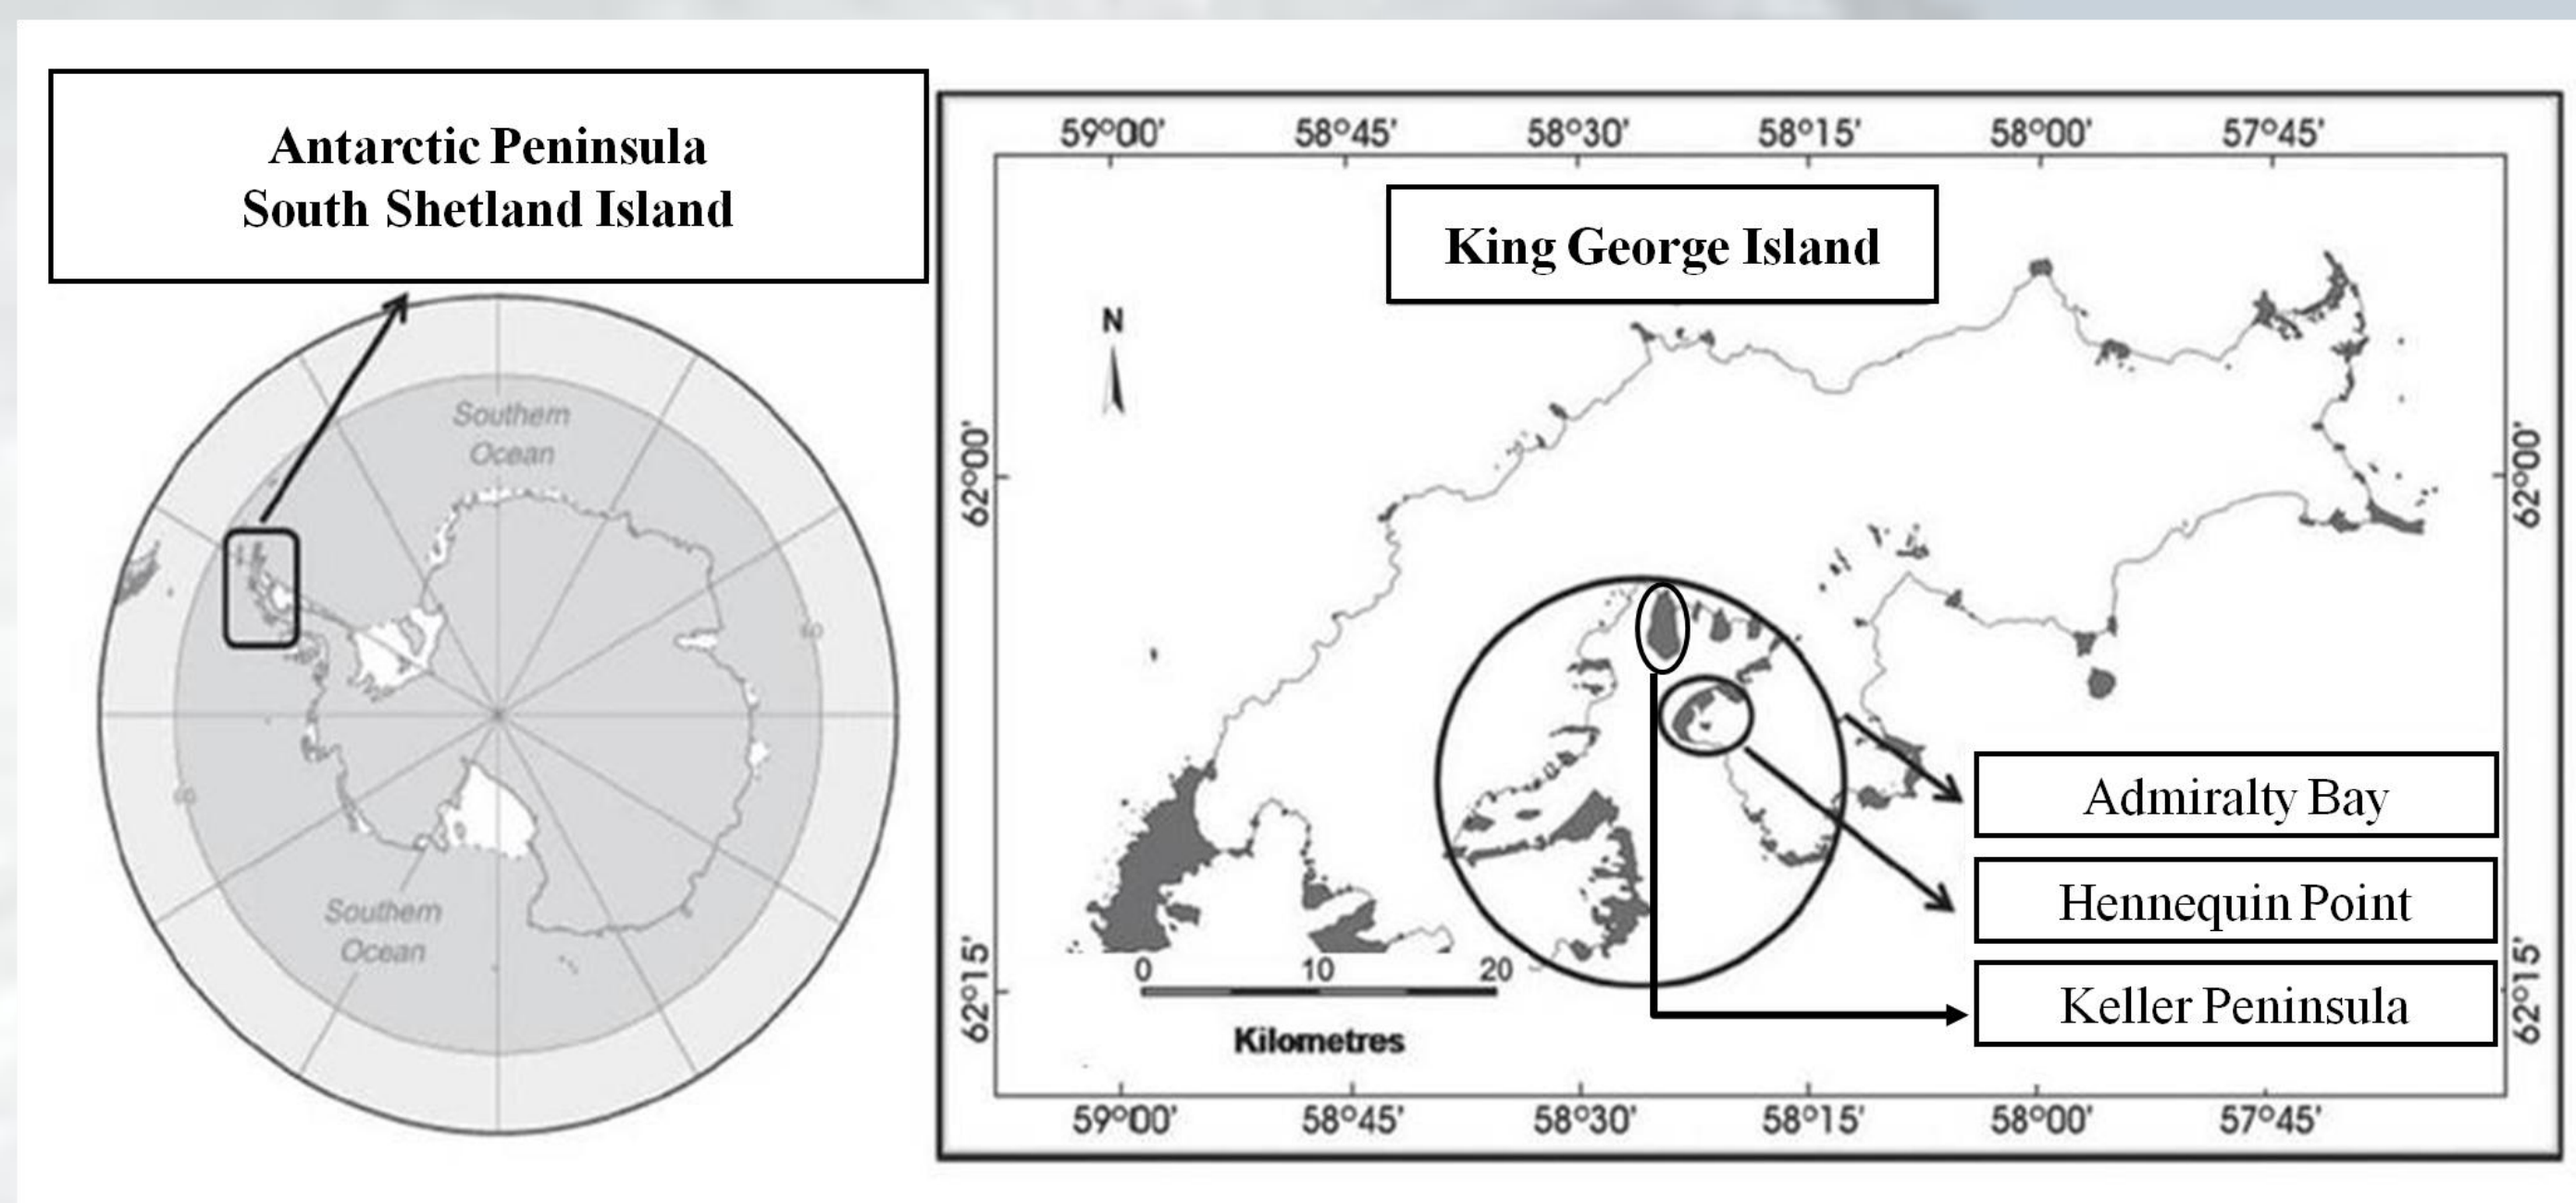 Antarctic Peninsula
South Shetland Island
Southern
Ocean
60
60
Southern
Ocean
59°00' 58°45' 58°30' 58°15' 58°00' 57°45'
King George Island
N
62°00'
62°00'
Admiralty Bay
Hennequin Point
Keller Peninsula
0 10 20
Kilometres
62°15'
62°15'
59°00' 58°45' 58°30' 58°15' 58°00' 57°45'